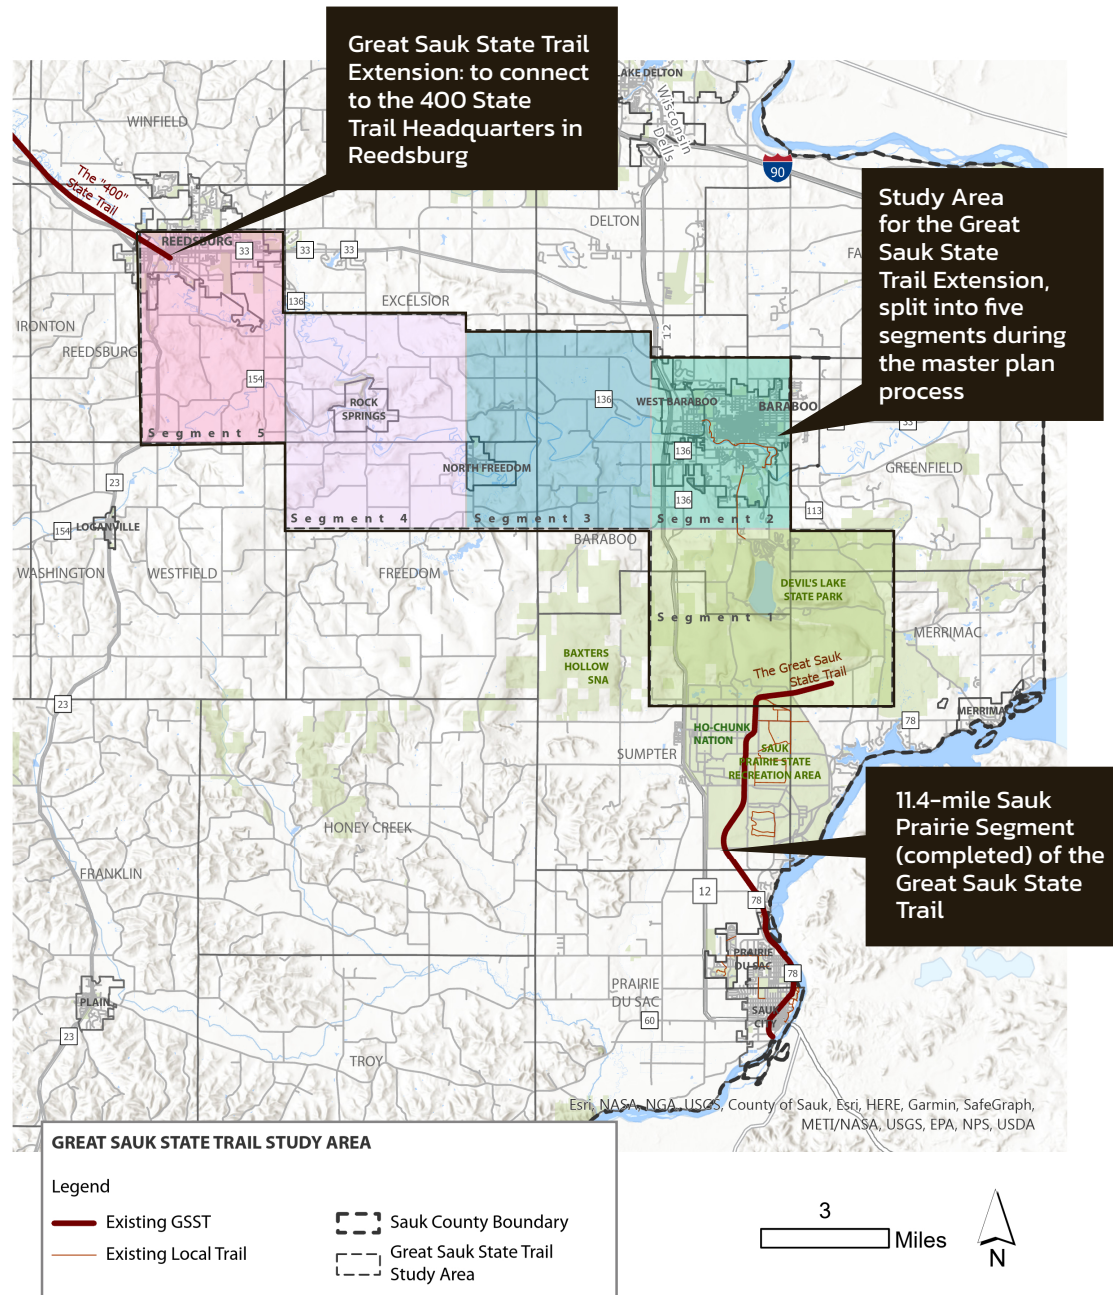 Great Sauk State Trail
Extension: to connect
to the 400 State
Trail Headquarters in
Reedsburg
LAKE DELTON
Wisconsin
Dells
WINFIELD
90
The "400"
State Trail
Study Area
for the Great
Sauk State
Trail Extension,
split into five
segments during
the master plan
process
DELTON
REEDSBURG
33
33
33
FA
136
EXCELSIOR
IRONTON
12
REEDSBURG
154
136
ROCK
SPRINGS
WEST BARABOO
BARABOO
33
Segment 5
136
NORTH FREEDOM
GREENFIELD
23
136
113
Segment 4
Segment 3
Segment 2
154
LOGANVILLE
BARABOO
WASHINGTON
WESTFIELD
FREEDOM
DEVIL'S LAKE
STATE PARK
Segment 1
MERRIMAC
BAXTERS
HOLLOW
SNA
The Great Sauk
State Trail
23
MERRIMA
78
HO-CHUNK
NATION
SUMPTER
SAUK
PRAIRIE STATE
RECREATION AREA
11.4-mile Sauk
Prairie Segment
(completed) of the
Great Sauk State
Trail
HONEY CREEK
FRANKLIN
12
78
PRAIRIE
DU SAC
78
PRAIRIE
DU SAC
PLAIN
SAUK
CITY
60
23
TROY
Esri, NASA, NGA, USGS, County of Sauk, Esri, HERE, Garmin, SafeGraph,
METI/NASA, USGS, EPA, NPS, USDA
GREAT SAUK STATE TRAIL STUDY AREA
Legend
Existing GSST
Sauk County Boundary
Existing Local Trail
Great Sauk State Trail
Study Area
3
Miles
N